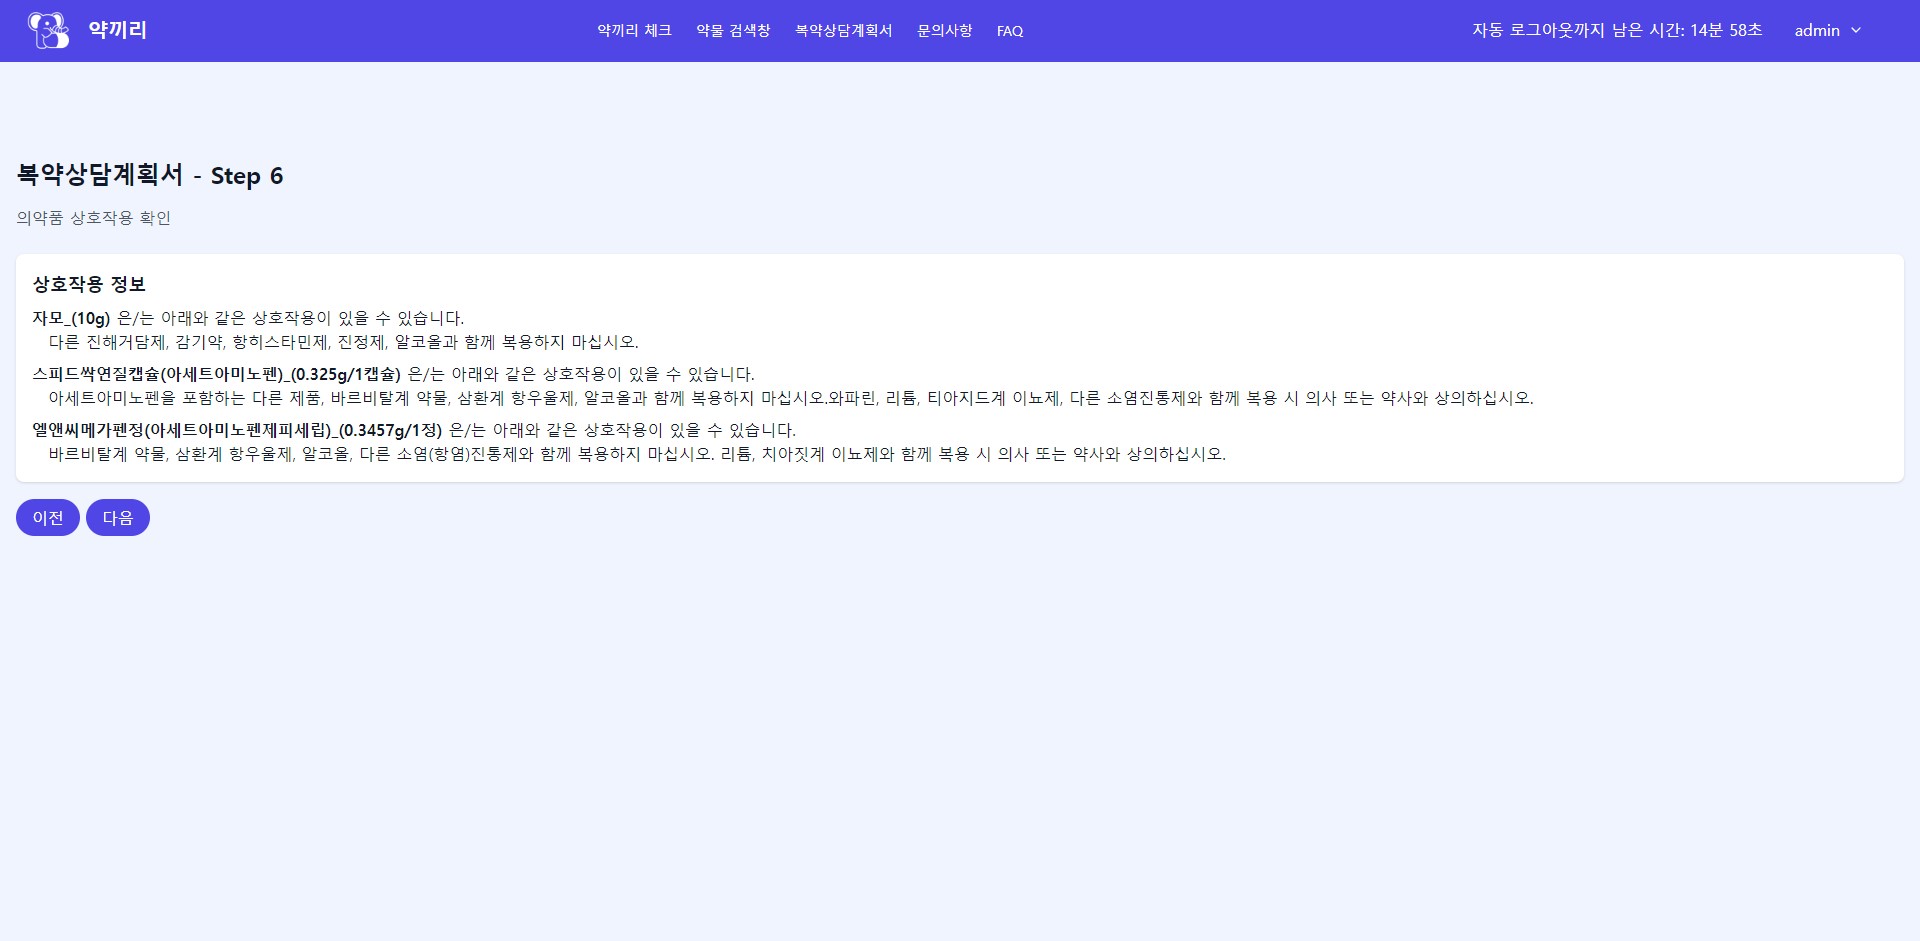 약끼리
약끼리 체크 약물 검색창 복약상담계획서 문의사항 FAQ
자동 로그아웃까지 남은 시간: 14분 58초 admin
복약상담계획서 - Step 6
의약품 상호작용 확인
상호작용 정보
자모_(10g) 은/는 아래와 같은 상호작용이 있을 수 있습니다.
다른 진해거담제, 감기약, 항히스타민제, 진정제, 알코올과 함께 복용하지 마십시오.
스피드싹연질캡슐(아세트아미노펜)_(0.325g/1캡슐) 은/는 아래와 같은 상호작용이 있을 수 있습니다.
아세트아미노펜을 포함하는 다른 제품, 바르비탈계 약물, 삼환계 항우울제, 알코올과 함께 복용하지 마십시오.와파린, 리튬, 티아지드계 이뇨제, 다른 소염진통제와 함께 복용 시 의사 또는 약사와 상의하십시오.
엘앤씨메가펜정(아세트아미노펜제피세립)_(0.3457g/1정) 은/는 아래와 같은 상호작용이 있을 수 있습니다.
바르비탈계 약물, 삼환계 항우울제, 알코올, 다른 소염(항염)진통제와 함께 복용하지 마십시오. 리튬, 치아짓계 이뇨제와 함께 복용 시 의사 또는 약사와 상의하십시오.
이전 다음